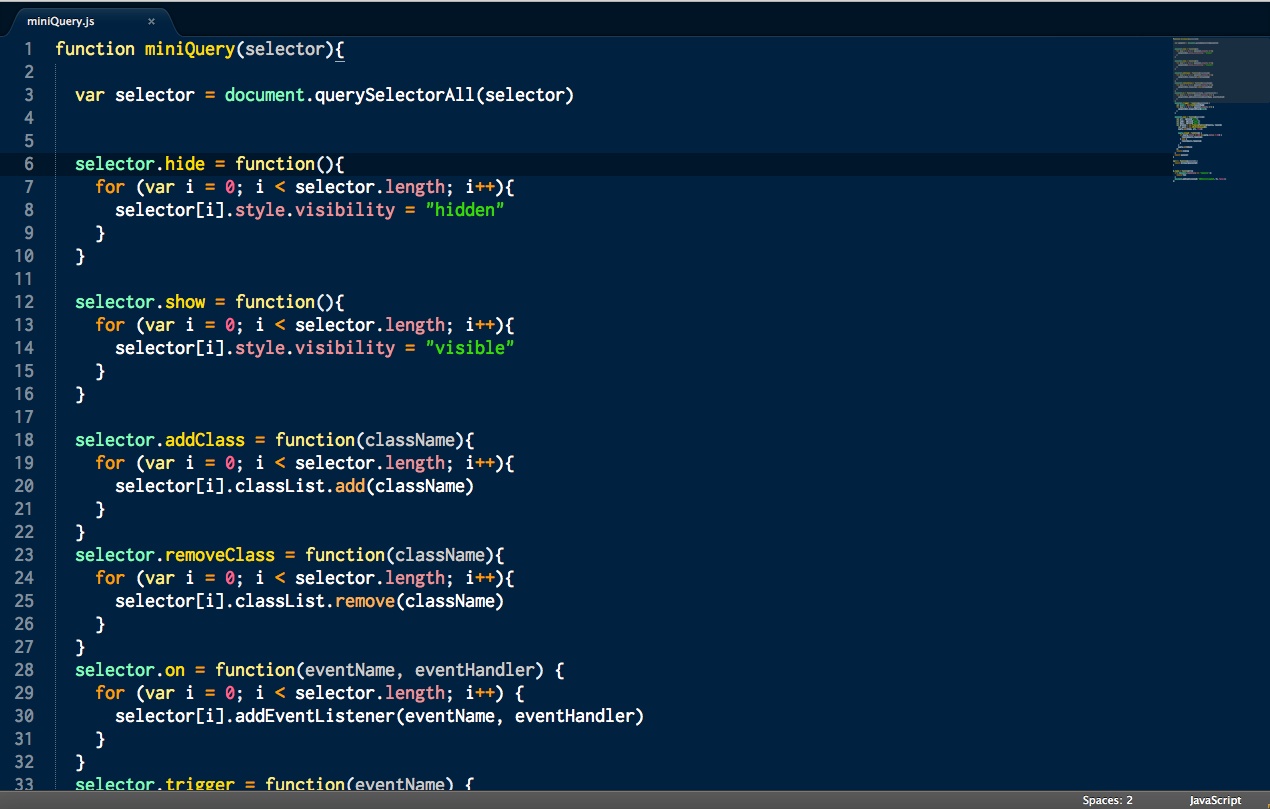 miniQuery.js ×
1 function miniQuery(selector){
2
3   var selector = document.querySelectorAll(selector)
4
5
6   selector.hide = function(){
7     for (var i = 0; i < selector.length; i++){
8       selector[i].style.visibility = "hidden"
9     }
10   }
11
12   selector.show = function(){
13     for (var i = 0; i < selector.length; i++){
14       selector[i].style.visibility = "visible"
15     }
16   }
17
18   selector.addClass = function(className){
19     for (var i = 0; i < selector.length; i++){
20       selector[i].classList.add(className)
21     }
22   }
23   selector.removeClass = function(className){
24     for (var i = 0; i < selector.length; i++){
25       selector[i].classList.remove(className)
26     }
27   }
28   selector.on = function(eventName, eventHandler) {
29     for (var i = 0; i < selector.length; i++) {
30       selector[i].addEventListener(eventName, eventHandler)
31     }
32   }
33   selector.trigger = function(eventName) {
Spaces: 2 JavaScript